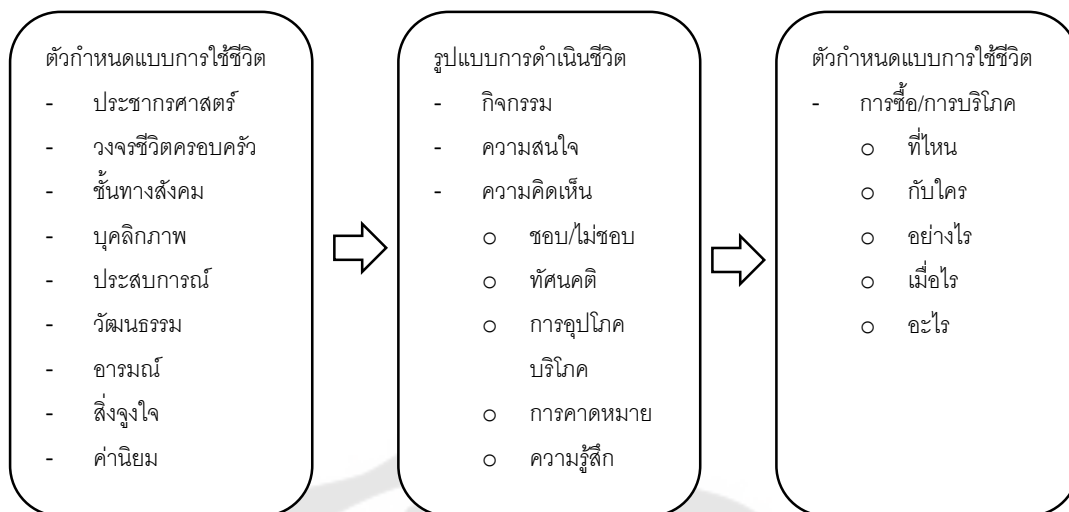 ตัวกำหนดแบบการใช้ชีวิต
- ประชากรศาสตร์
- วงจรชีวิตครอบครัว
- ชั้นทางสังคม
- บุคลิกภาพ
- ประสบการณ์
- วัฒนธรรม
- อารมณ์
- สิ่งจูงใจ
- ค่านิยม
รูปแบบการดำเนินชีวิต
- กิจกรรม
- ความสนใจ
- ความคิดเห็น
o ชอบ/ไม่ชอบ
o ทัศนคติ
o การอุปโภค
บริโภค
o การคาดหมาย
o ความรู้สึก
ตัวกำหนดแบบการใช้ชีวิต
- การซื้อ/การบริโภค
o ที่ไหน
o กับใคร
o อย่างไร
o เมื่อไร
o อะไร